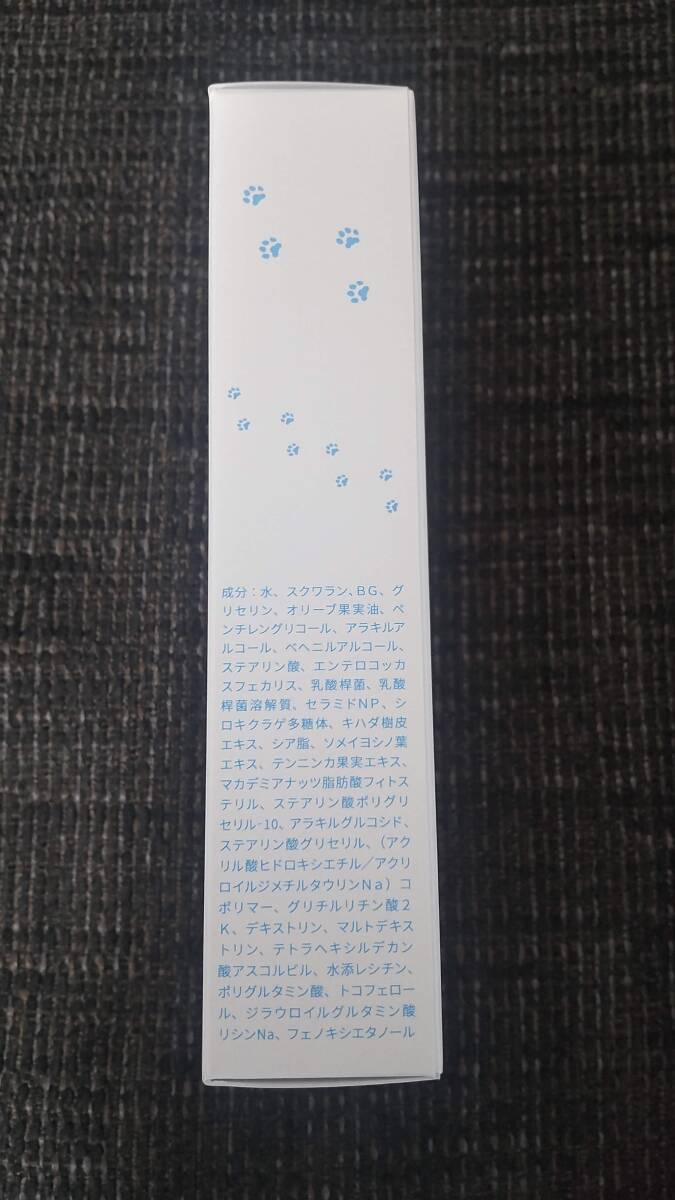 成分：水、スクワラン、BG、グ
リセリン、オリーブ果実油、ペ
ンチレングリコール、アラキルア
ルコール、ベヘニルアルコール、
ステアリン酸、エンテロコッカ
スフェカリス、乳酸桿菌、乳酸
桿菌溶解質、セラミドNP、シ
ロキクラゲ多糖体、キハダ樹皮
エキス、シア脂、ソメイヨシノ葉
エキス、テンニンカ果実エキス、
マカデミアナッツ脂肪酸フィトス
テリル、ステアリン酸ポリグリ
セリル-10、アラキルグルコシド、
ステアリン酸グリセリル、（アク
リル酸ヒドロキシエチル／アクリ
ロイルジメチルタウリンNa）コ
ポリマー、グリチルリチン酸２
K、デキストリン、マルトデキス
トリン、テトラヘキシルデカン
酸アスコルビル、水添レシチン、
ポリグルタミン酸、トコフェロー
ル、ジラウロイルグルタミン酸
リシンNa、フェノキシエタノール